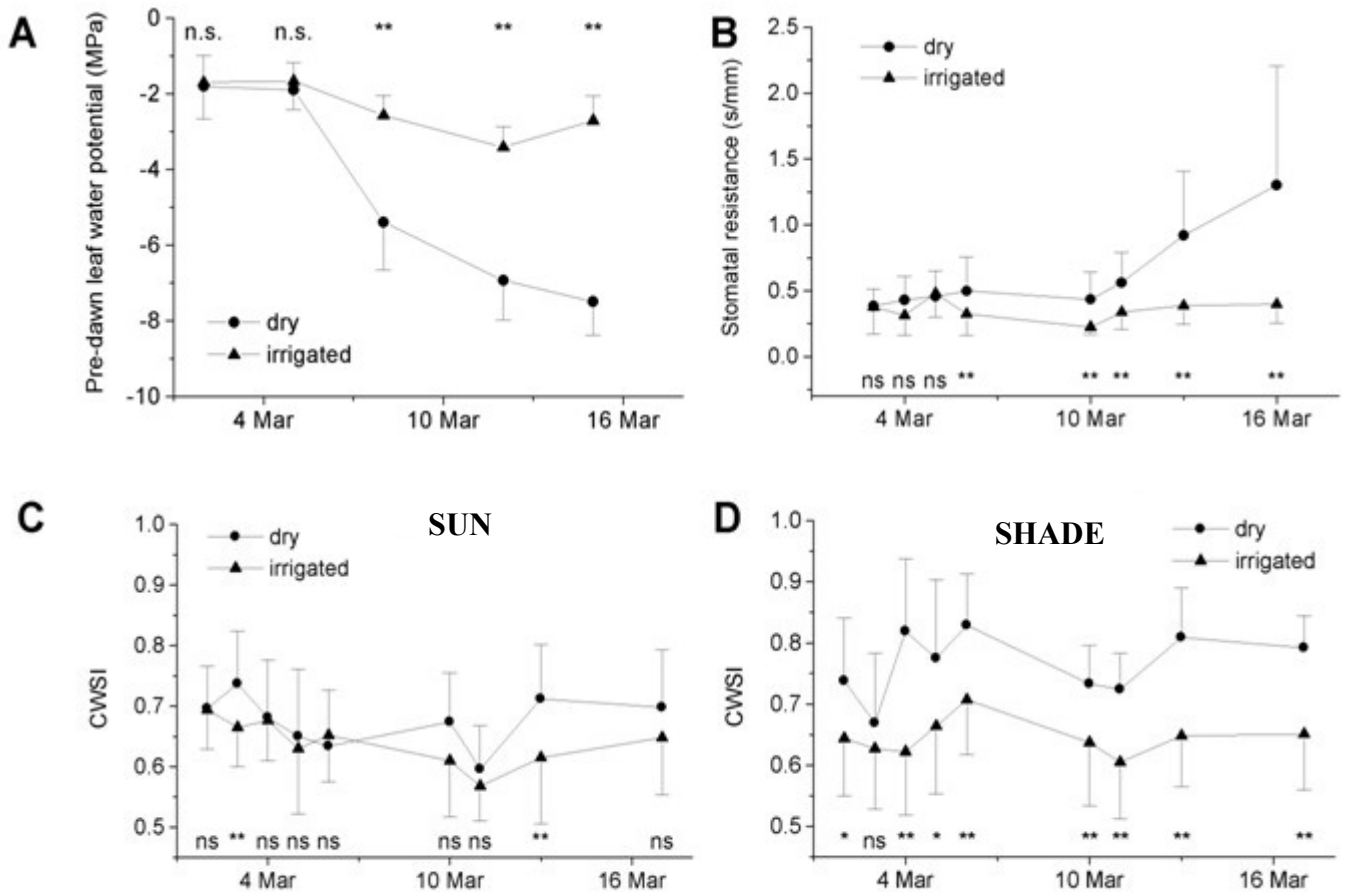 A
Pre-dawn leaf water potential (MPa)
0
-2
-4
-6
-8
-10
n.s. n.s. ** ** **
dry
irrigated
4 Mar 10 Mar 16 Mar
B
Stomatal resistance (s/mm)
2.5
2.0
1.5
1.0
0.5
0.0
dry
irrigated
ns ns ns ** ** ** ** **
4 Mar 10 Mar 16 Mar
C
SUN
CWSI
1.0
0.9
0.8
0.7
0.6
0.5
dry
irrigated
ns ** ns ns ns ns ns ** ns
4 Mar 10 Mar 16 Mar
D
SHADE
CWSI
1.0
0.9
0.8
0.7
0.6
0.5
dry
irrigated
* ns ** * ** ** ** ** **
4 Mar 10 Mar 16 Mar